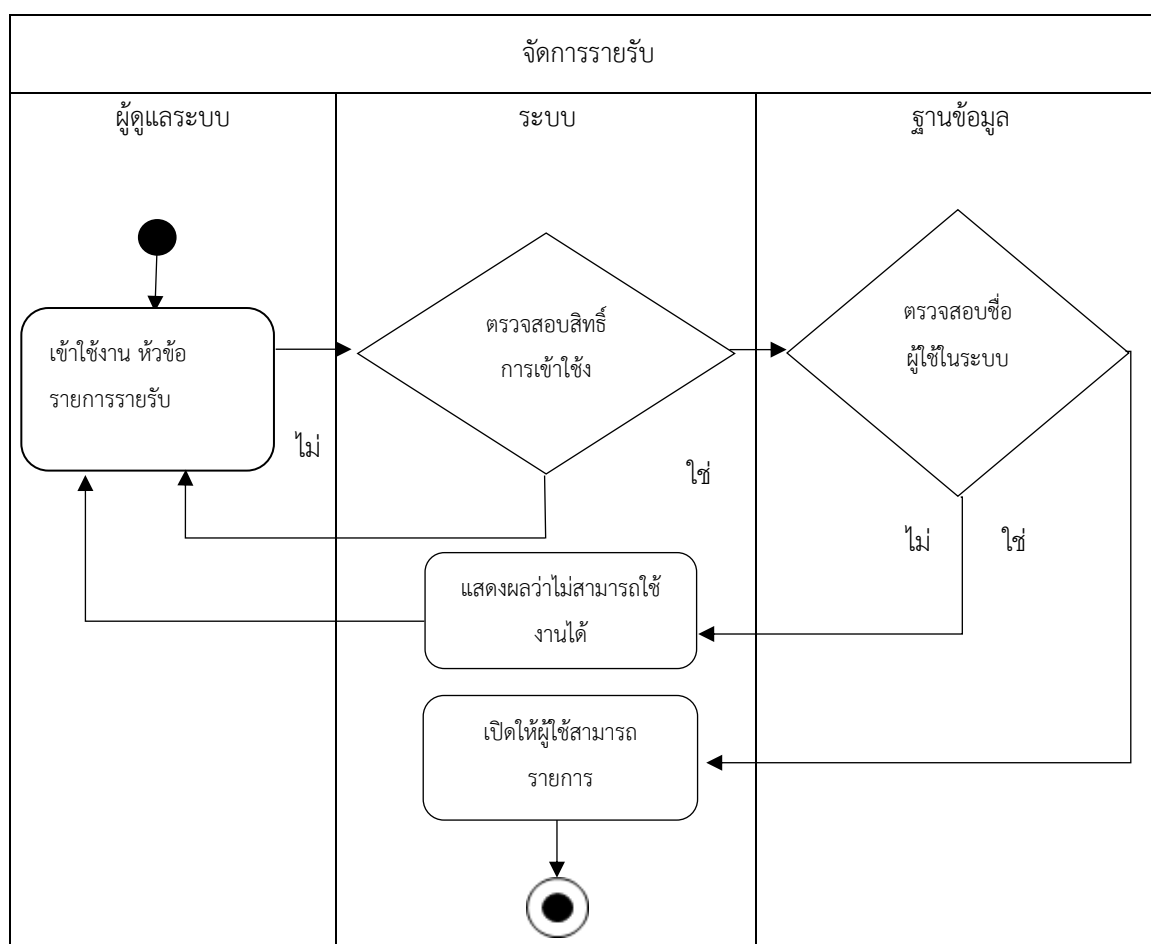 จัดการรายรับ
ผู้ดูแลระบบ
ระบบ
ฐานข้อมูล
เข้าใช้งาน หัวข้อ
รายการรายรับ
ตรวจสอบสิทธิ์
การเข้าใช้ง
ตรวจสอบชื่อ
ผู้ใช้ในระบบ
ไม่
ใช่
ไม่
ใช่
แสดงผลว่าไม่สามารถใช้
งานได้
เปิดให้ผู้ใช้สามารถ
รายการ